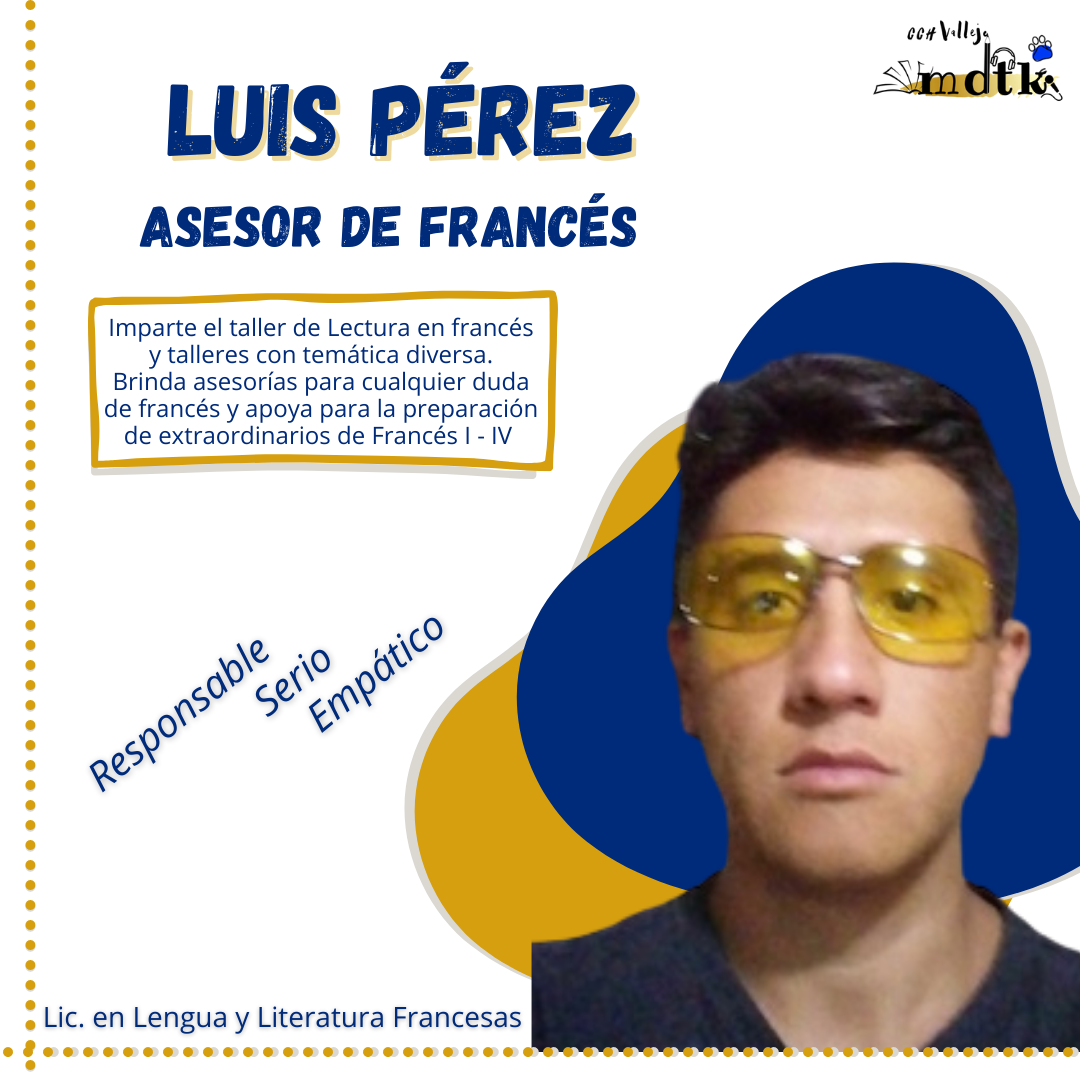 CCH Vallejo
mdtk
LUIS PÉREZ
ASESOR DE FRANCÉS
Imparte el taller de Lectura en francés
y talleres con temática diversa.
Brinda asesorías para cualquier duda
de francés y apoya para la preparación
de extraordinarios de Francés I - IV
Responsable
Serio
Empático
Lic. en Lengua y Literatura Francesas